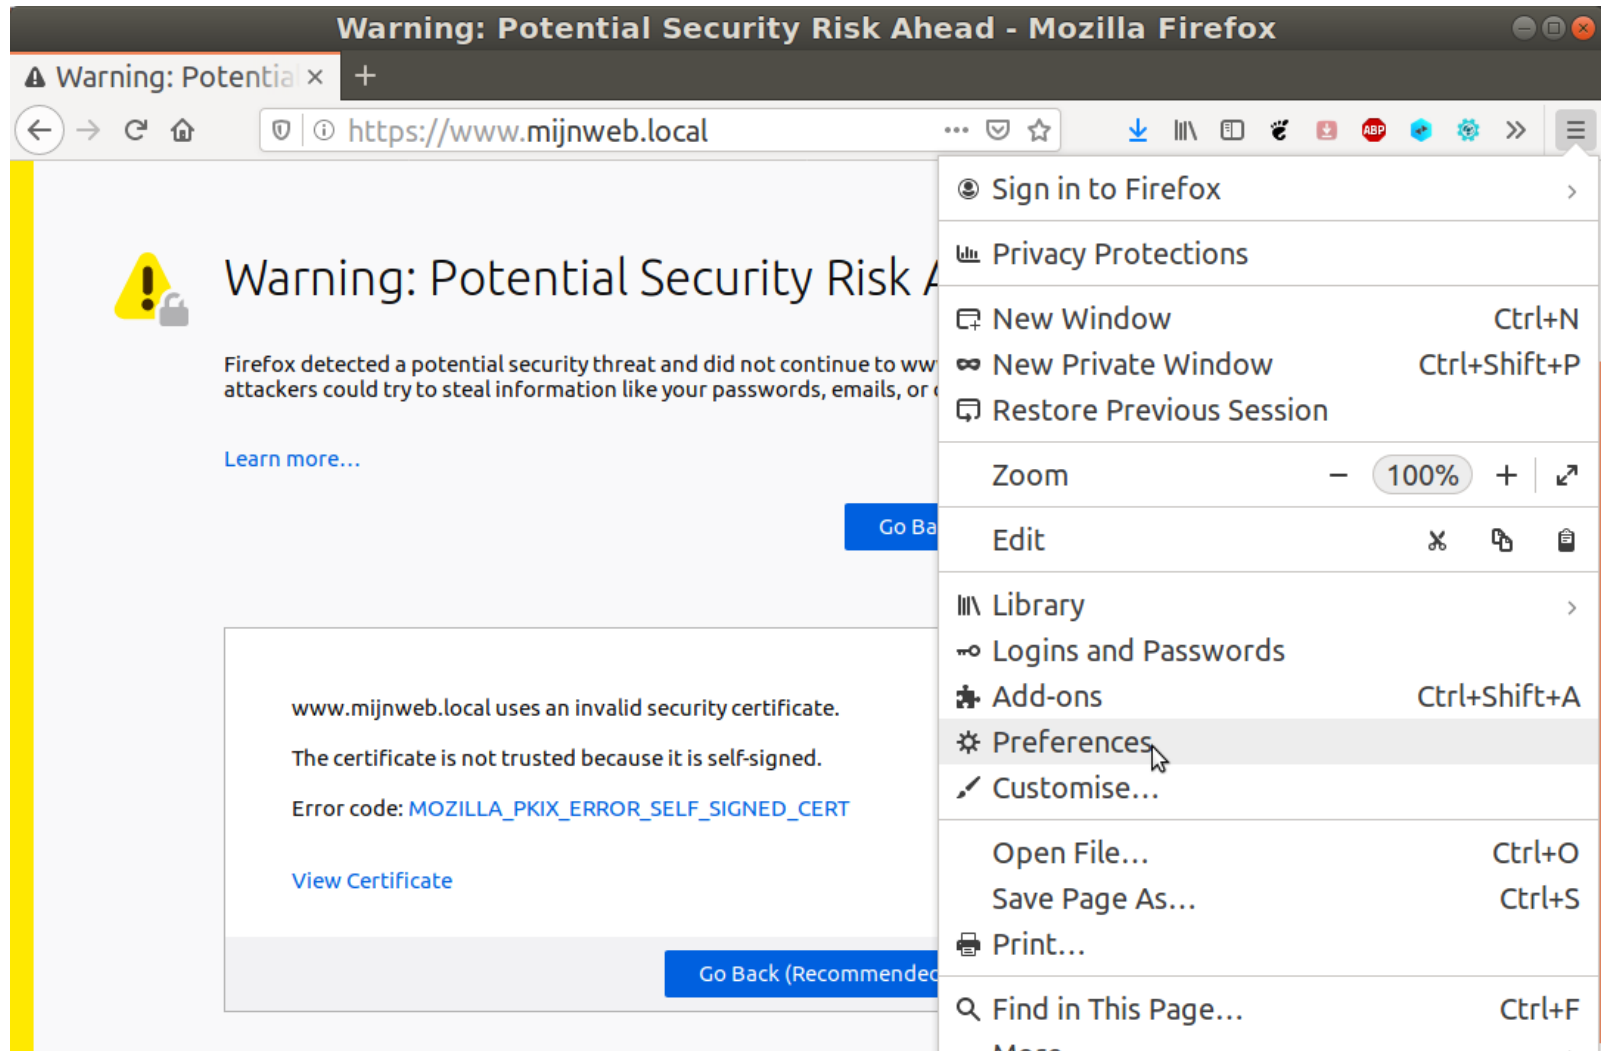 Warning: Potential Security Risk Ahead - Mozilla Firefox
Warning: Potentia
https://www.mijnweb.local
ABP
Sign in to Firefox
Privacy Protections
New Window Ctrl+N
New Private Window Ctrl+Shift+P
Restore Previous Session
Zoom − 100% +
Edit
Library
Logins and Passwords
Add-ons Ctrl+Shift+A
Preferences
Customise…
Open File… Ctrl+O
Save Page As… Ctrl+S
Print…
Find in This Page… Ctrl+F
Warning: Potential Security Risk
Firefox detected a potential security threat and did not continue to ww
attackers could try to steal information like your passwords, emails, or
Learn more…
Go Ba
www.mijnweb.local uses an invalid security certificate.
The certificate is not trusted because it is self-signed.
Error code: MOZILLA_PKIX_ERROR_SELF_SIGNED_CERT
View Certificate
Go Back (Recommended